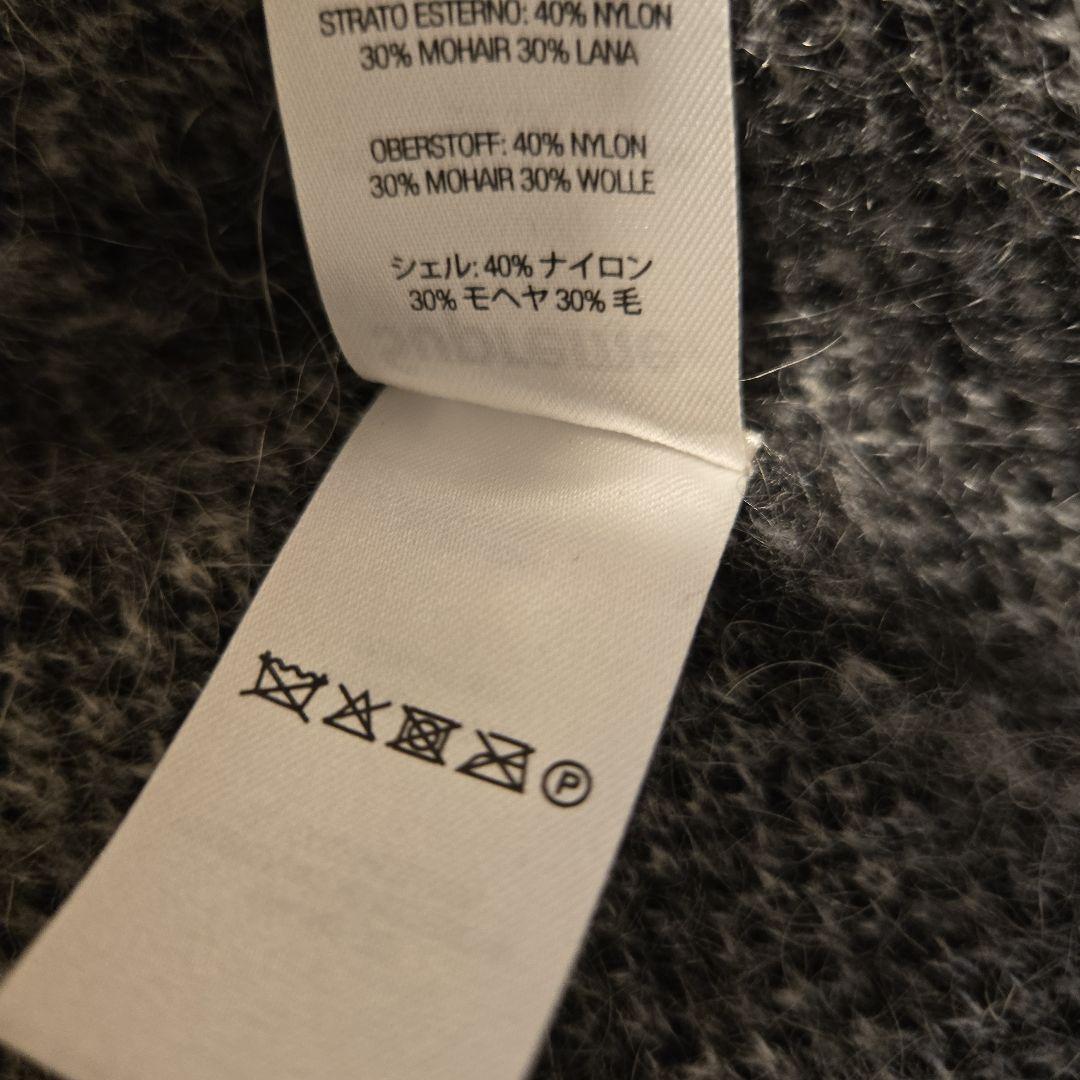 STRATO ESTERNO: 40% NYLON
30% MOHAIR 30% LANA
OBERSTOFF: 40% NYLON
30% MOHAIR 30% WOLLE
シェル: 40% ナイロン
30% モヘヤ 30% 毛
P